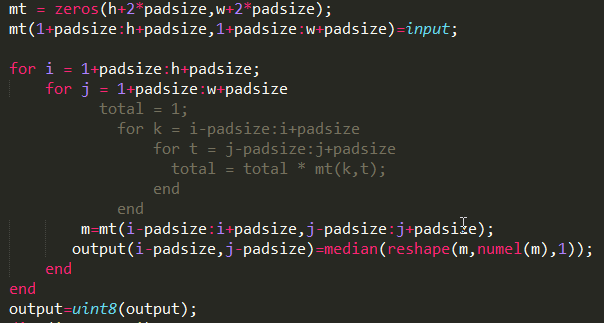 mt = zeros(h+2*padsize,w+2*padsize);
mt(1+padsize:h+padsize,1+padsize:w+padsize)=input;
for i = 1+padsize:h+padsize;
for j = 1+padsize:w+padsize
total = 1;
for k = i-padsize:i+padsize
for t = j-padsize:j+padsize
total = total * mt(k,t);
end
end
m=mt(i-padsize:i+padsize,j-padsize:j+padsize);
output(i-padsize,j-padsize)=median(reshape(m,numel(m),1));
end
end
output=uint8(output);